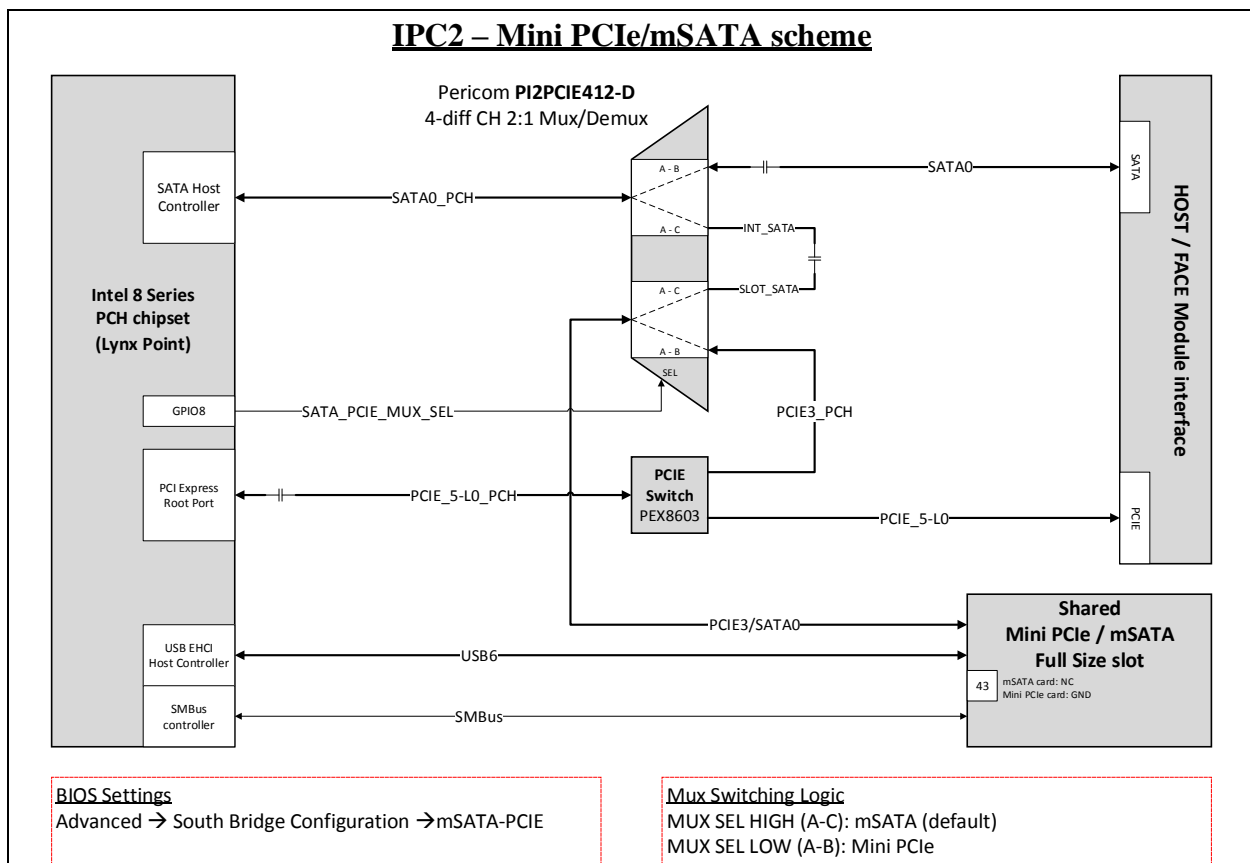 IPC2 – Mini PCIe/mSATA scheme
Pericom PI2PCIE412-D
4-diff CH 2:1 Mux/Demux
SATA Host
Controller
SATA0_PCH
A - B
A - C
SATA0
SATA
INT_SATA
SLOT_SATA
HOST / FACE Module interface
Intel 8 Series
PCH chipset
(Lynx Point)
A - C
A - B
SEL
GPIO8
SATA_PCIE_MUX_SEL
PCIE3_PCH
PCI Express
Root Port
PCIE_5-L0_PCH
PCIE
Switch
PEX8603
PCIE_5-L0
PCIE
PCIE3/SATA0
Shared
Mini PCIe / mSATA
Full Size slot
USB EHCI
Host Controller
USB6
43
mSATA card: NC
Mini PCIe card: GND
SMBus
controller
SMBus
BIOS Settings
Advanced → South Bridge Configuration →mSATA-PCIE
Mux Switching Logic
MUX SEL HIGH (A-C): mSATA (default)
MUX SEL LOW (A-B): Mini PCIe